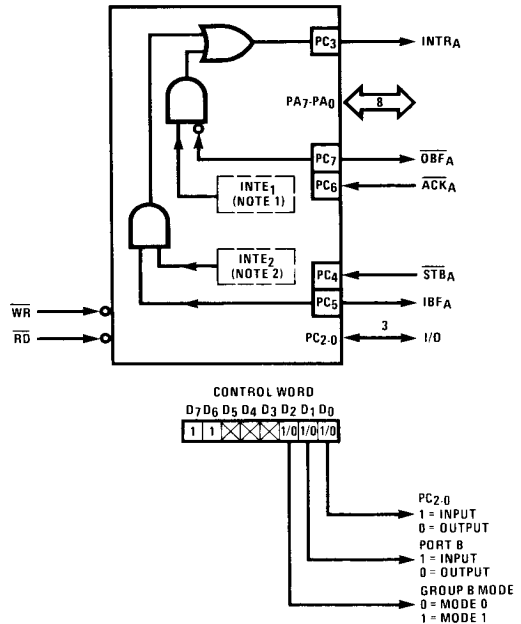 PC3 INTRA
PA7-PA0 8
PC7 OBFA
PC6 ACKA
INTE1
(NOTE 1)
INTE2
(NOTE 2)
PC4 STBA
PC5 IBFA
WR
RD
PC2-0 3 I/O
CONTROL WORD
D7 D6 D5 D4 D3 D2 D1 D0
1 1 1/0 1/0 1/0
PC2-0
1 = INPUT
0 = OUTPUT
PORT B
1 = INPUT
0 = OUTPUT
GROUP B MODE
0 = MODE 0
1 = MODE 1